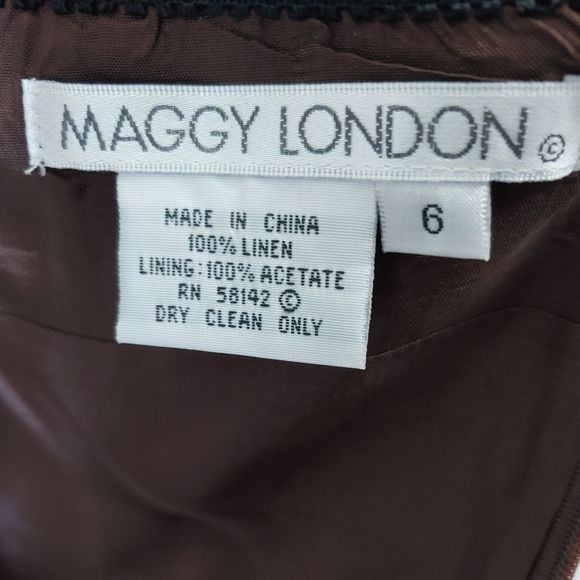 MAGGY LONDON ©
6
MADE IN CHINA
100% LINEN
LINING: 100% ACETATE
RN 58142 ©
DRY CLEAN ONLY